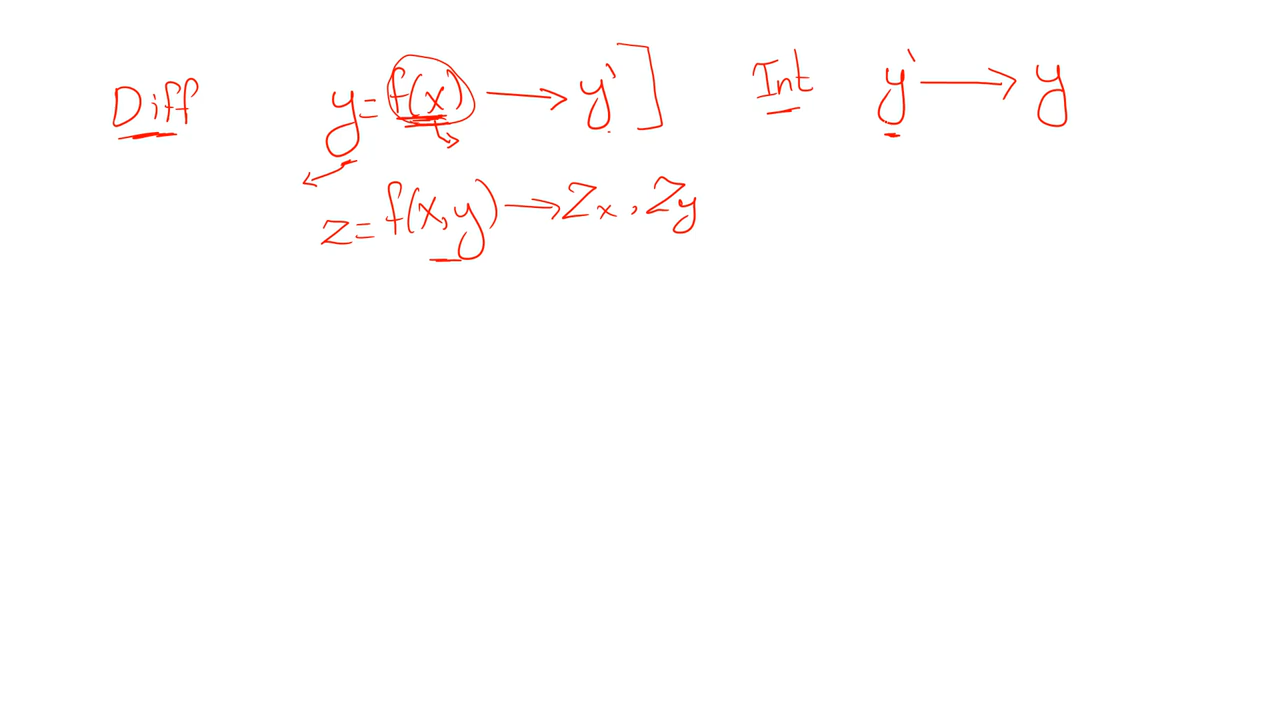 Diff y = f(x) → y' ] Int y' → y
z = f(x,y) → Zx , Zy